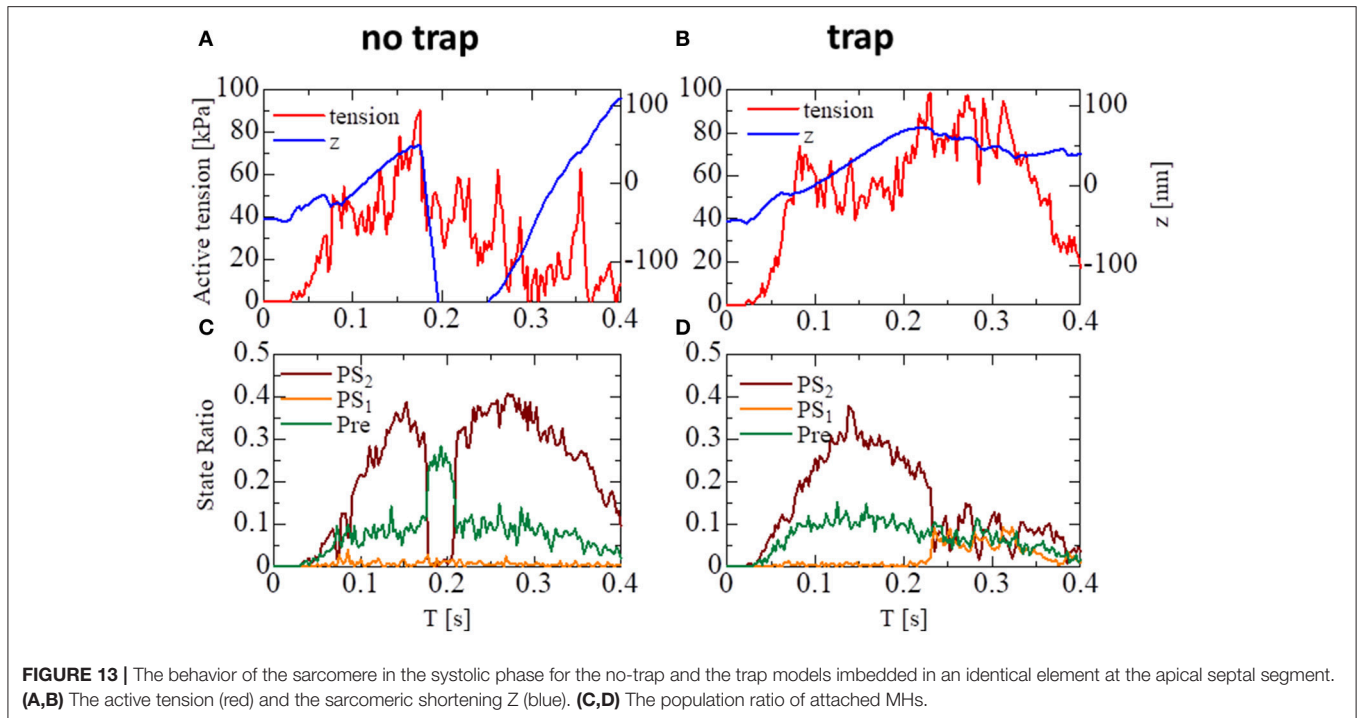 no trap
trap
A
B
Active tension [kPa]
100
80
60
40
20
0
tension
z
100
0
-100
0
0.1
0.2
0.3
0.4
100
80
60
40
20
0
tension
z
100
0
-100
z [nm]
0
0.1
0.2
0.3
0.4
C
D
State Ratio
0.5
0.4
0.3
0.2
0.1
0
PS2
PS1
Pre
0
0.1
0.2
0.3
0.4
T [s]
0.5
0.4
0.3
0.2
0.1
0
PS2
PS1
Pre
0
0.1
0.2
0.3
0.4
T [s]
FIGURE 13 | The behavior of the sarcomere in the systolic phase for the no-trap and the trap models imbedded in an identical element at the apical septal segment.
(A,B) The active tension (red) and the sarcomeric shortening Z (blue). (C,D) The population ratio of attached MHs.